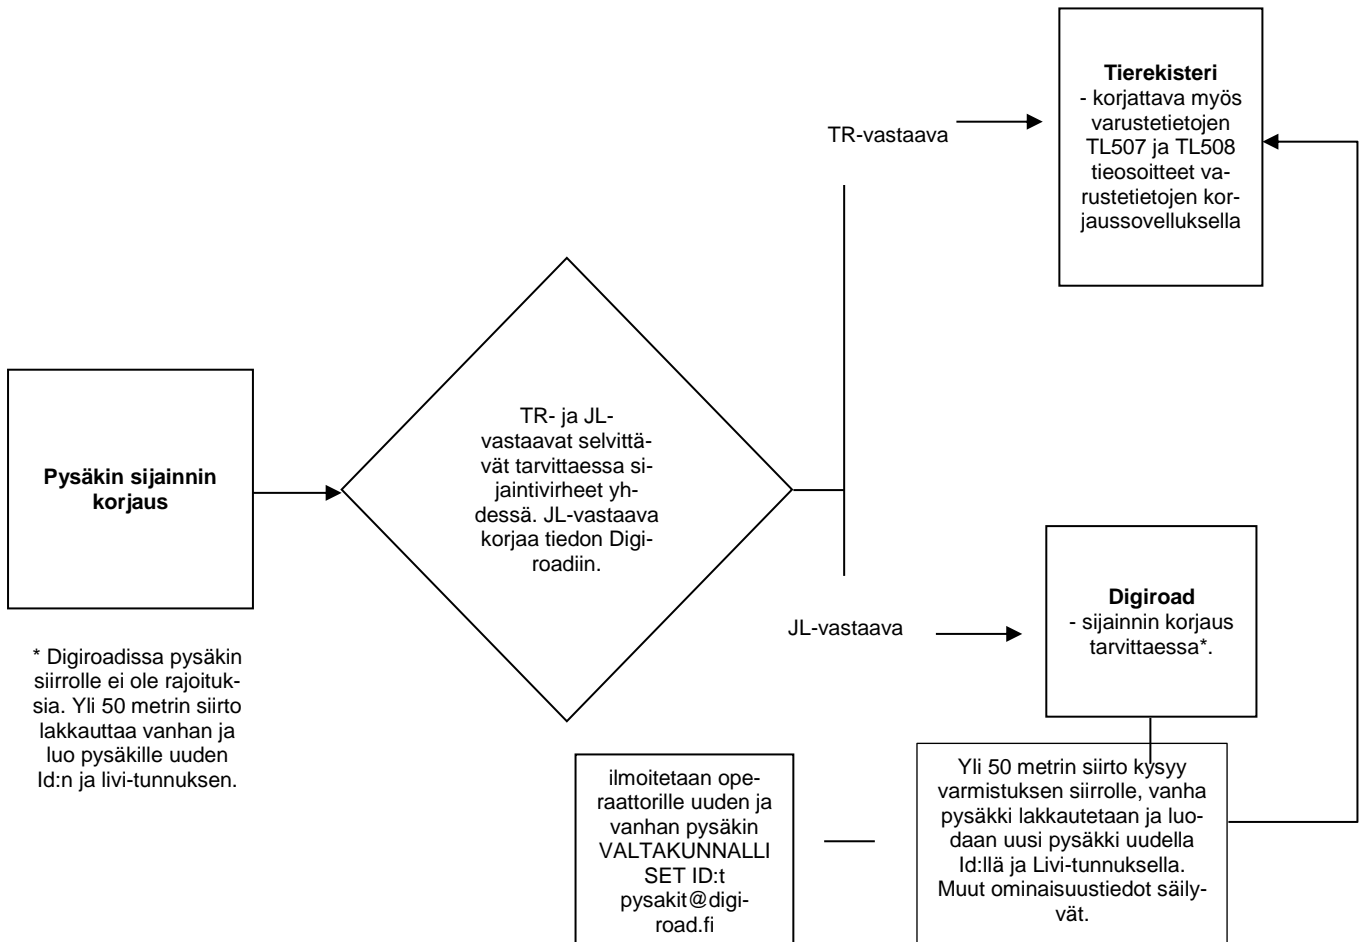 Tierekisteri
- korjattava myös
varustetietojen
TL507 ja TL508
tieosoitteet va-
rustetietojen kor-
jaussovelluksella
TR-vastaava
Pysäkin sijainnin
korjaus
TR- ja JL-
vastaavat selvittä-
vät tarvittaessa si-
jaintivirheet yh-
dessä. JL-vastaava
korjaa tiedon Digi-
roadiin.
JL-vastaava
Digiroad
- sijainnin korjaus
tarvittaessa*.
* Digiroadissa pysäkin
siirrolle ei ole rajoituk-
sia. Yli 50 metrin siirto
lakkauttaa vanhan ja
luo pysäkille uuden
Id:n ja livi-tunnuksen.
ilmoitetaan ope-
raattorille uuden ja
vanhan pysäkin
VALTAKUNNALLI
SET ID:t
pysakit@digi-
road.fi
Yli 50 metrin siirto kysyy
varmistuksen siirrolle, vanha
pysäkki lakkautetaan ja luo-
daan uusi pysäkki uudella
Id:llä ja Livi-tunnuksella.
Muut ominaisuustiedot säily-
vät.